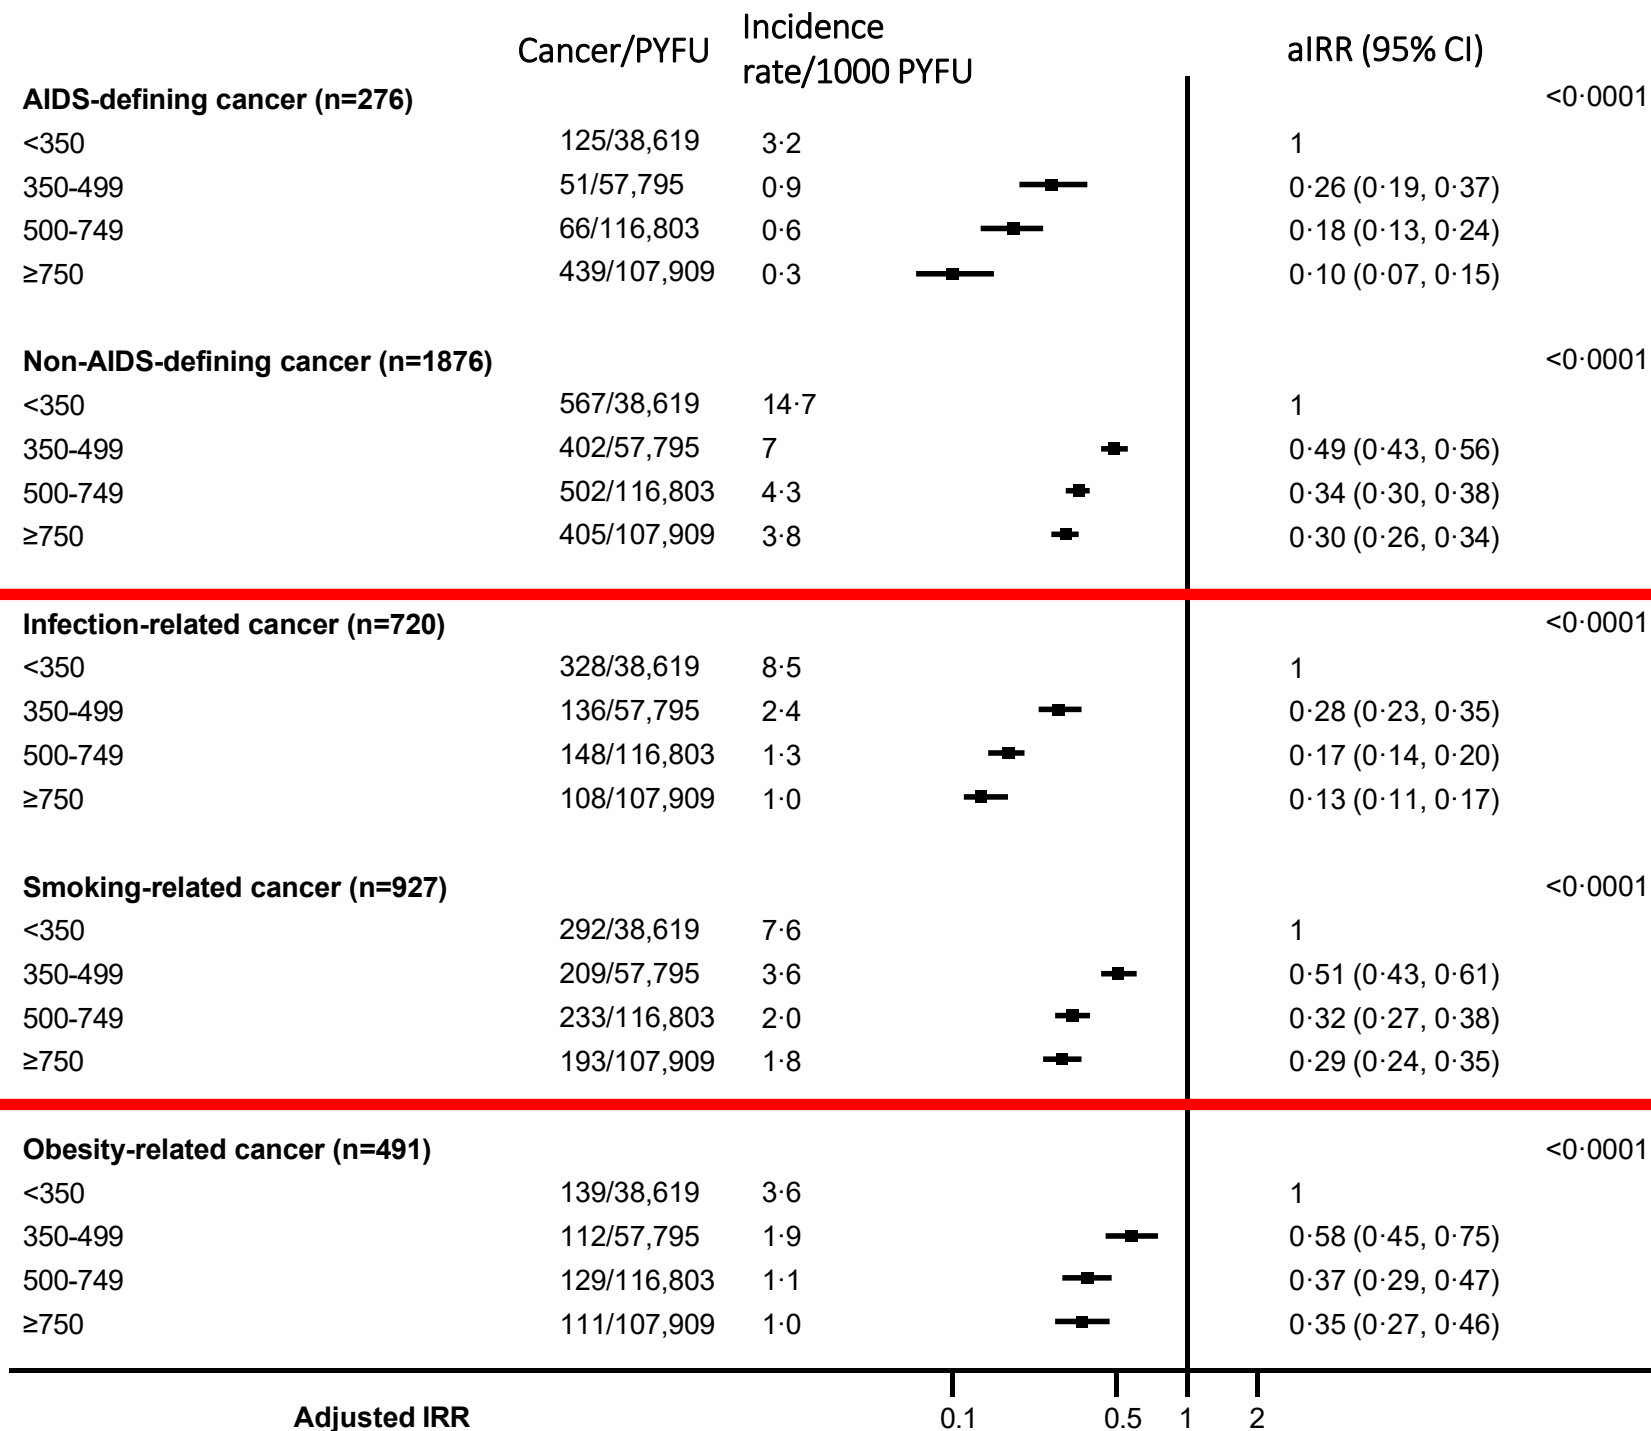 Cancer/PYFU Incidence rate/1000 PYFU aIRR (95% CI)
AIDS-defining cancer (n=276) <0·0001
<350 125/38,619 3·2 1
350-499 51/57,795 0·9 0·26 (0·19, 0·37)
500-749 66/116,803 0·6 0·18 (0·13, 0·24)
≥750 439/107,909 0·3 0·10 (0·07, 0·15)
Non-AIDS-defining cancer (n=1876) <0·0001
<350 567/38,619 14·7 1
350-499 402/57,795 7 0·49 (0·43, 0·56)
500-749 502/116,803 4·3 0·34 (0·30, 0·38)
≥750 405/107,909 3·8 0·30 (0·26, 0·34)
Infection-related cancer (n=720) <0·0001
<350 328/38,619 8·5 1
350-499 136/57,795 2·4 0·28 (0·23, 0·35)
500-749 148/116,803 1·3 0·17 (0·14, 0·20)
≥750 108/107,909 1·0 0·13 (0·11, 0·17)
Smoking-related cancer (n=927) <0·0001
<350 292/38,619 7·6 1
350-499 209/57,795 3·6 0·51 (0·43, 0·61)
500-749 233/116,803 2·0 0·32 (0·27, 0·38)
≥750 193/107,909 1·8 0·29 (0·24, 0·35)
Obesity-related cancer (n=491) <0·0001
<350 139/38,619 3·6 1
350-499 112/57,795 1·9 0·58 (0·45, 0·75)
500-749 129/116,803 1·1 0·37 (0·29, 0·47)
≥750 111/107,909 1·0 0·35 (0·27, 0·46)
Adjusted IRR 0.1 0.5 1 2